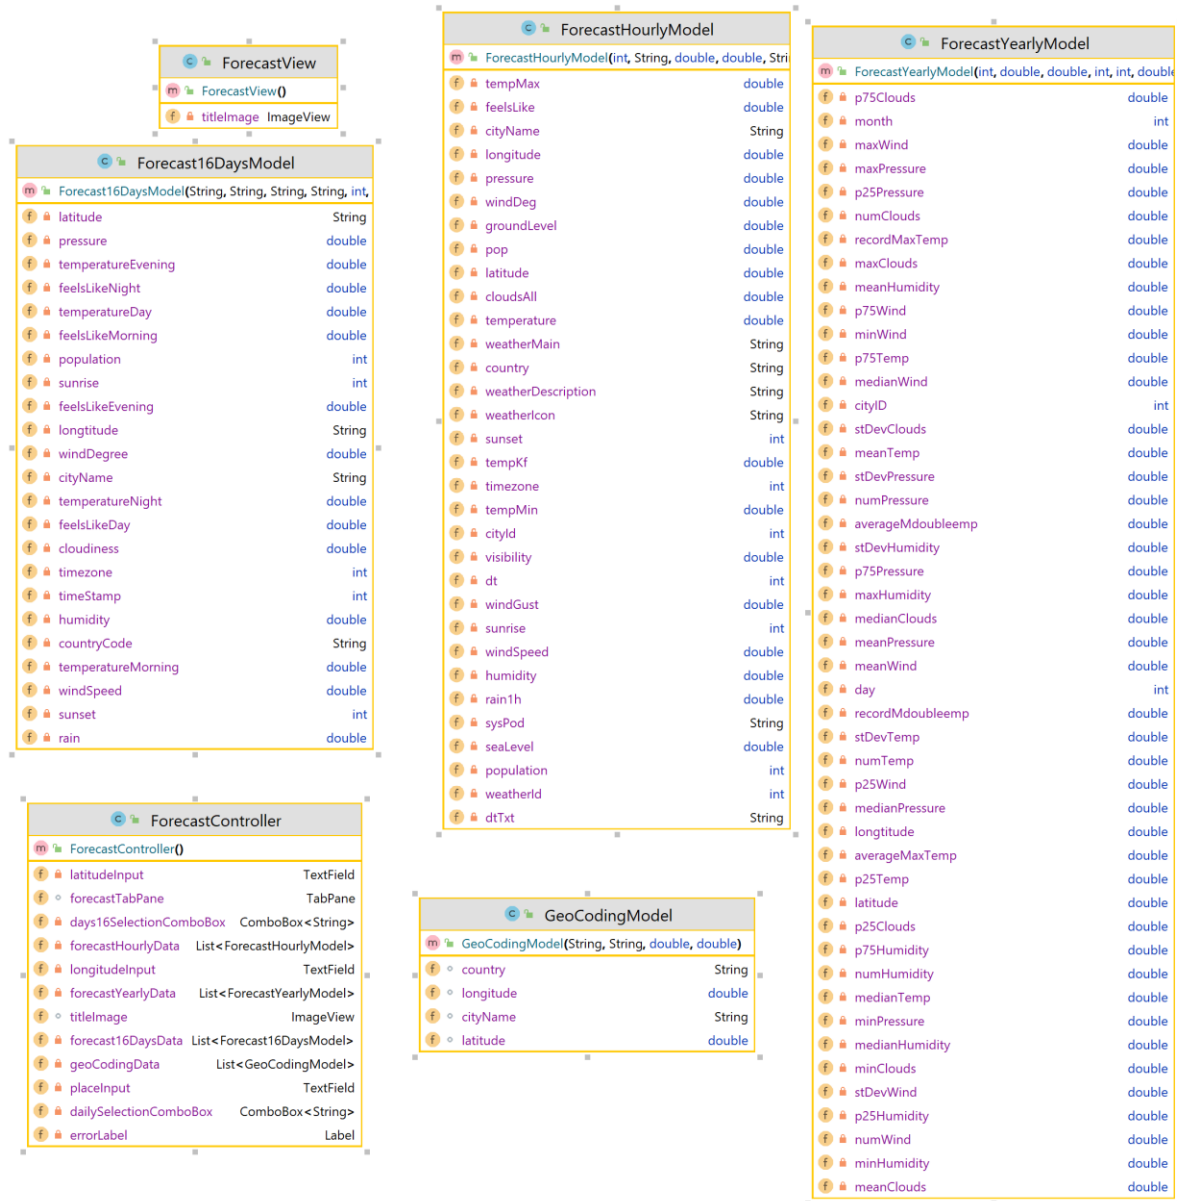 ForecastView
ForecastView()
titleImage ImageView
Forecast16DaysModel
Forecast16DaysModel(String, String, String, String, int,
latitude String
pressure double
temperatureEvening double
feelsLikeNight double
temperatureDay double
feelsLikeMorning double
population int
sunrise int
feelsLikeEvening double
longtitude String
windDegree double
cityName String
temperatureNight double
feelsLikeDay double
cloudiness double
timezone int
timeStamp int
humidity double
countryCode String
temperatureMorning double
windSpeed double
sunset int
rain double
ForecastController
ForecastController()
latitudeInput TextField
forecastTabPane TabPane
days16SelectionComboBox ComboBox<String>
forecastHourlyData List<ForecastHourlyModel>
longitudeInput TextField
forecastYearlyData List<ForecastYearlyModel>
titleImage ImageView
forecast16DaysData List<Forecast16DaysModel>
geoCodingData List<GeoCodingModel>
placeInput TextField
dailySelectionComboBox ComboBox<String>
errorLabel Label
ForecastHourlyModel
ForecastHourlyModel(int, String, double, double, Stri
tempMax double
feelsLike double
cityName String
longitude double
pressure double
windDeg double
groundLevel double
pop double
latitude double
cloudsAll double
temperature double
weatherMain String
country String
weatherDescription String
weatherIcon String
sunset int
tempKf double
timezone int
tempMin double
cityId int
visibility double
dt int
windGust double
sunrise int
windSpeed double
humidity double
rain1h double
sysPod String
seaLevel double
population int
weatherId int
dtTxt String
GeoCodingModel
GeoCodingModel(String, String, double, double)
country String
longitude double
cityName String
latitude double
ForecastYearlyModel
ForecastYearlyModel(int, double, double, int, int, double
p75Clouds double
month int
maxWind double
maxPressure double
p25Pressure double
numClouds double
recordMaxTemp double
maxClouds double
meanHumidity double
p75Wind double
minWind double
p75Temp double
medianWind double
cityID int
stDevClouds double
meanTemp double
stDevPressure double
numPressure double
averageMdoubleemp double
stDevHumidity double
p75Pressure double
maxHumidity double
medianClouds double
meanPressure double
meanWind double
day int
recordMdoubleemp double
stDevTemp double
numTemp double
p25Wind double
medianPressure double
longtitude double
averageMaxTemp double
p25Temp double
latitude double
p25Clouds double
p75Humidity double
numHumidity double
medianTemp double
minPressure double
medianHumidity double
minClouds double
stDevWind double
p25Humidity double
numWind double
minHumidity double
meanClouds double